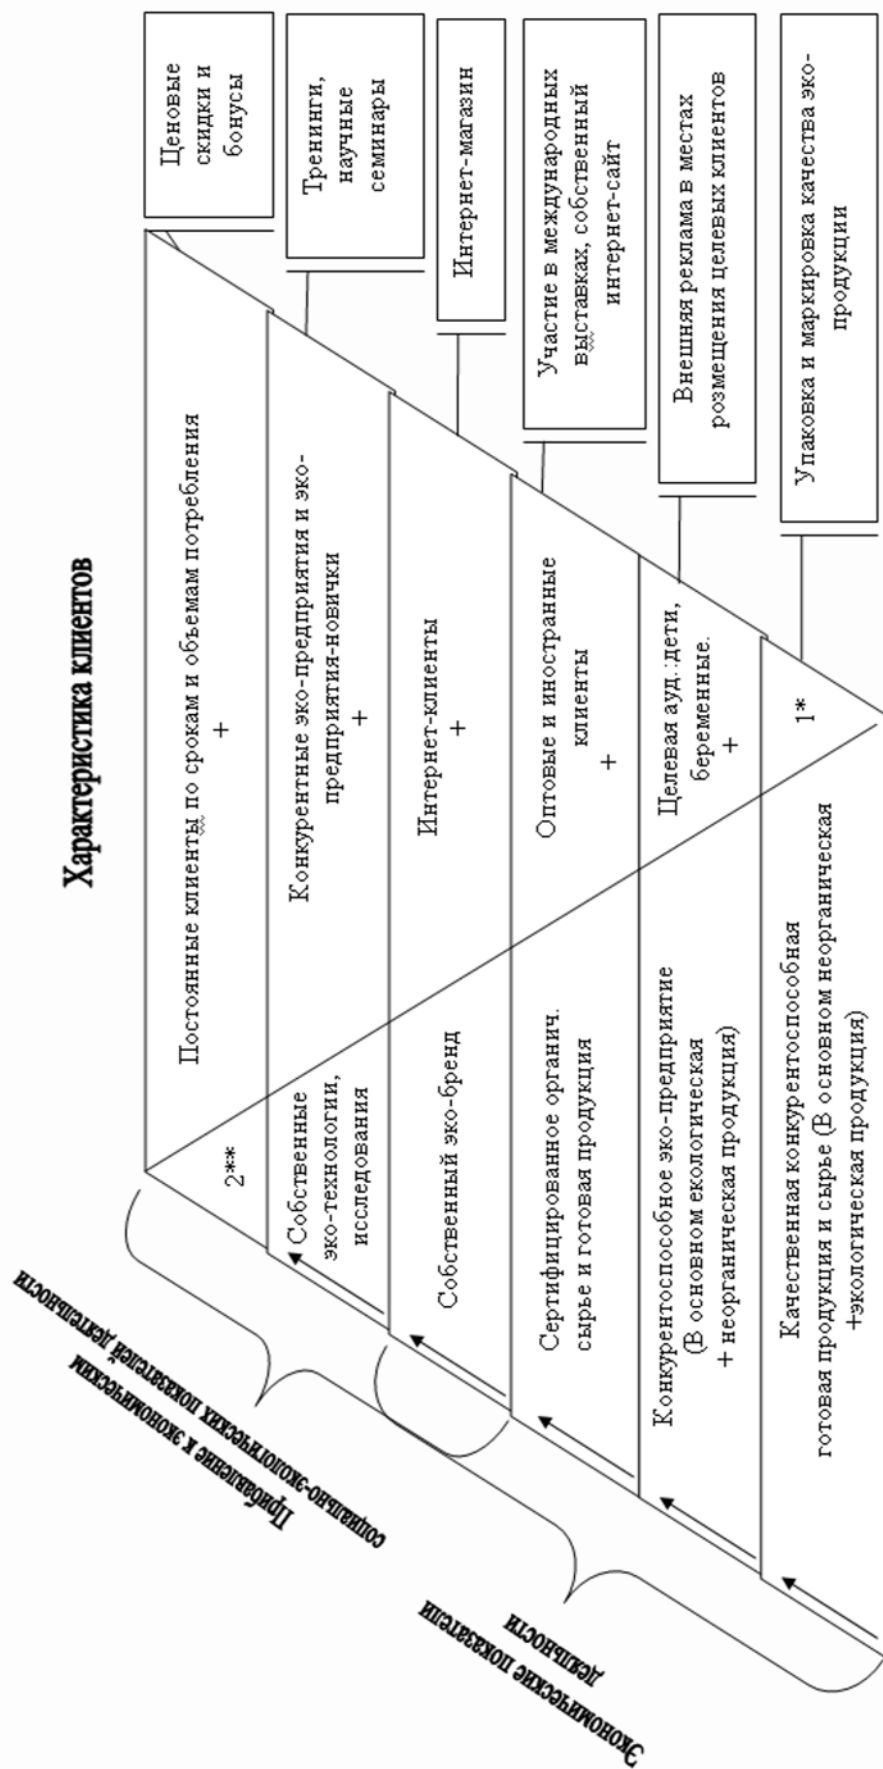 Характеристика клиентов
Постоянные клиенты по срокам и объемам потребления
+
Ценовые
скидки и
бонусы
2**
Конкурентные эко-предприятия и эко-
предприятия-новички
+
Тренинги,
научные
семинары
Собственные
эко-технологии,
исследования
Интернет-клиенты
+
Интернет-магазин
Собственный эко-бренд
Оптовые и иностранные
клиенты
+
Участие в международных
выставках, собственный
интернет-сайт
Сертифицированное органич.
сырье и готовая продукция
Целевая ауд.:дети,
беременные.
+
Внешняя реклама в местах
розмещения целевых клиентов
Конкурентоспособное эко-предприятие
(В основном екологическая
+ неорганическая продукция)
1*
Упаковка и маркировка качества эко-
продукции
Качественная конкурентоспособная
готовая продукция и сырье (В основном неорганическая
+экологическая продукция)
Прибавление к экономическим
социально-экологических показателей деятельности
Экономические показатели
деяльности